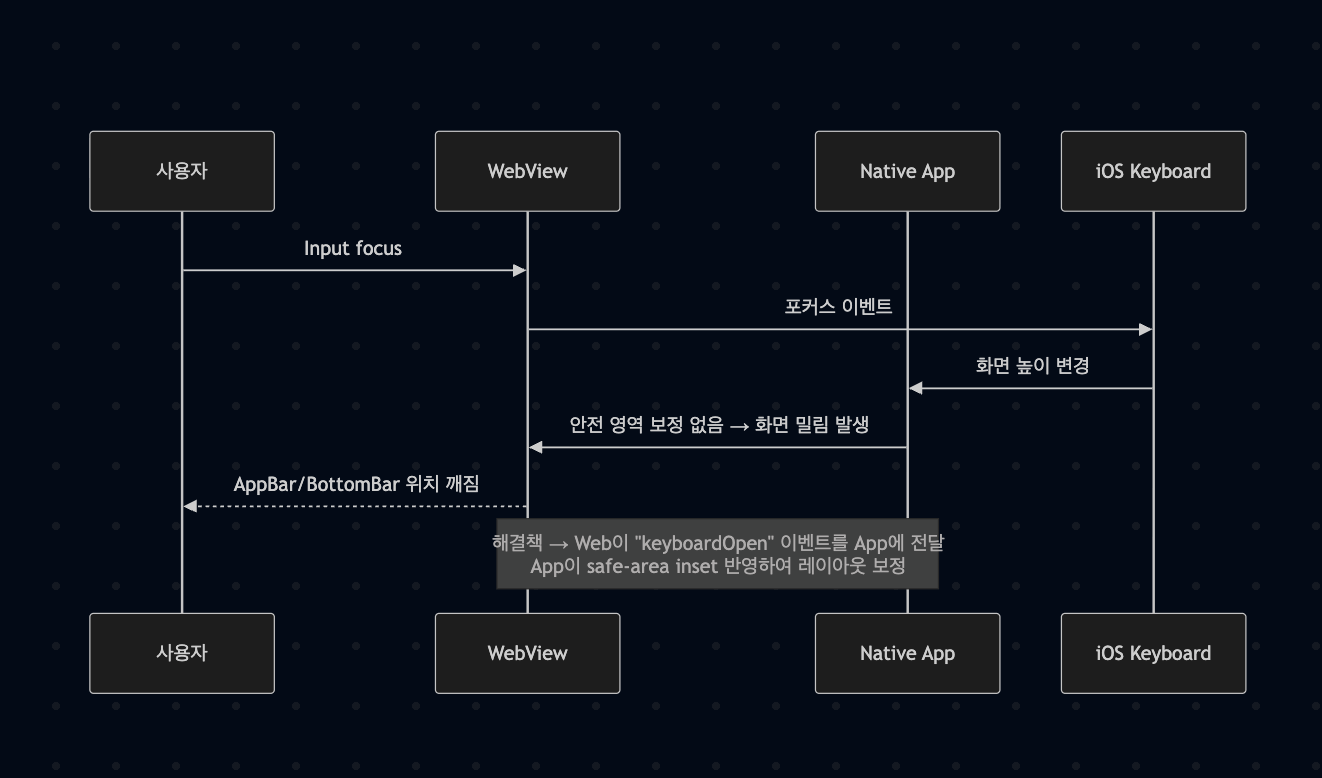 사용자
WebView
Native App
iOS Keyboard
Input focus
포커스 이벤트
화면 높이 변경
안전 영역 보정 없음 → 화면 밀림 발생
AppBar/BottomBar 위치 깨짐
해결책 → Web이 "keyboardOpen" 이벤트를 App에 전달
App이 safe-area inset 반영하여 레이아웃 보정
사용자
WebView
Native App
iOS Keyboard